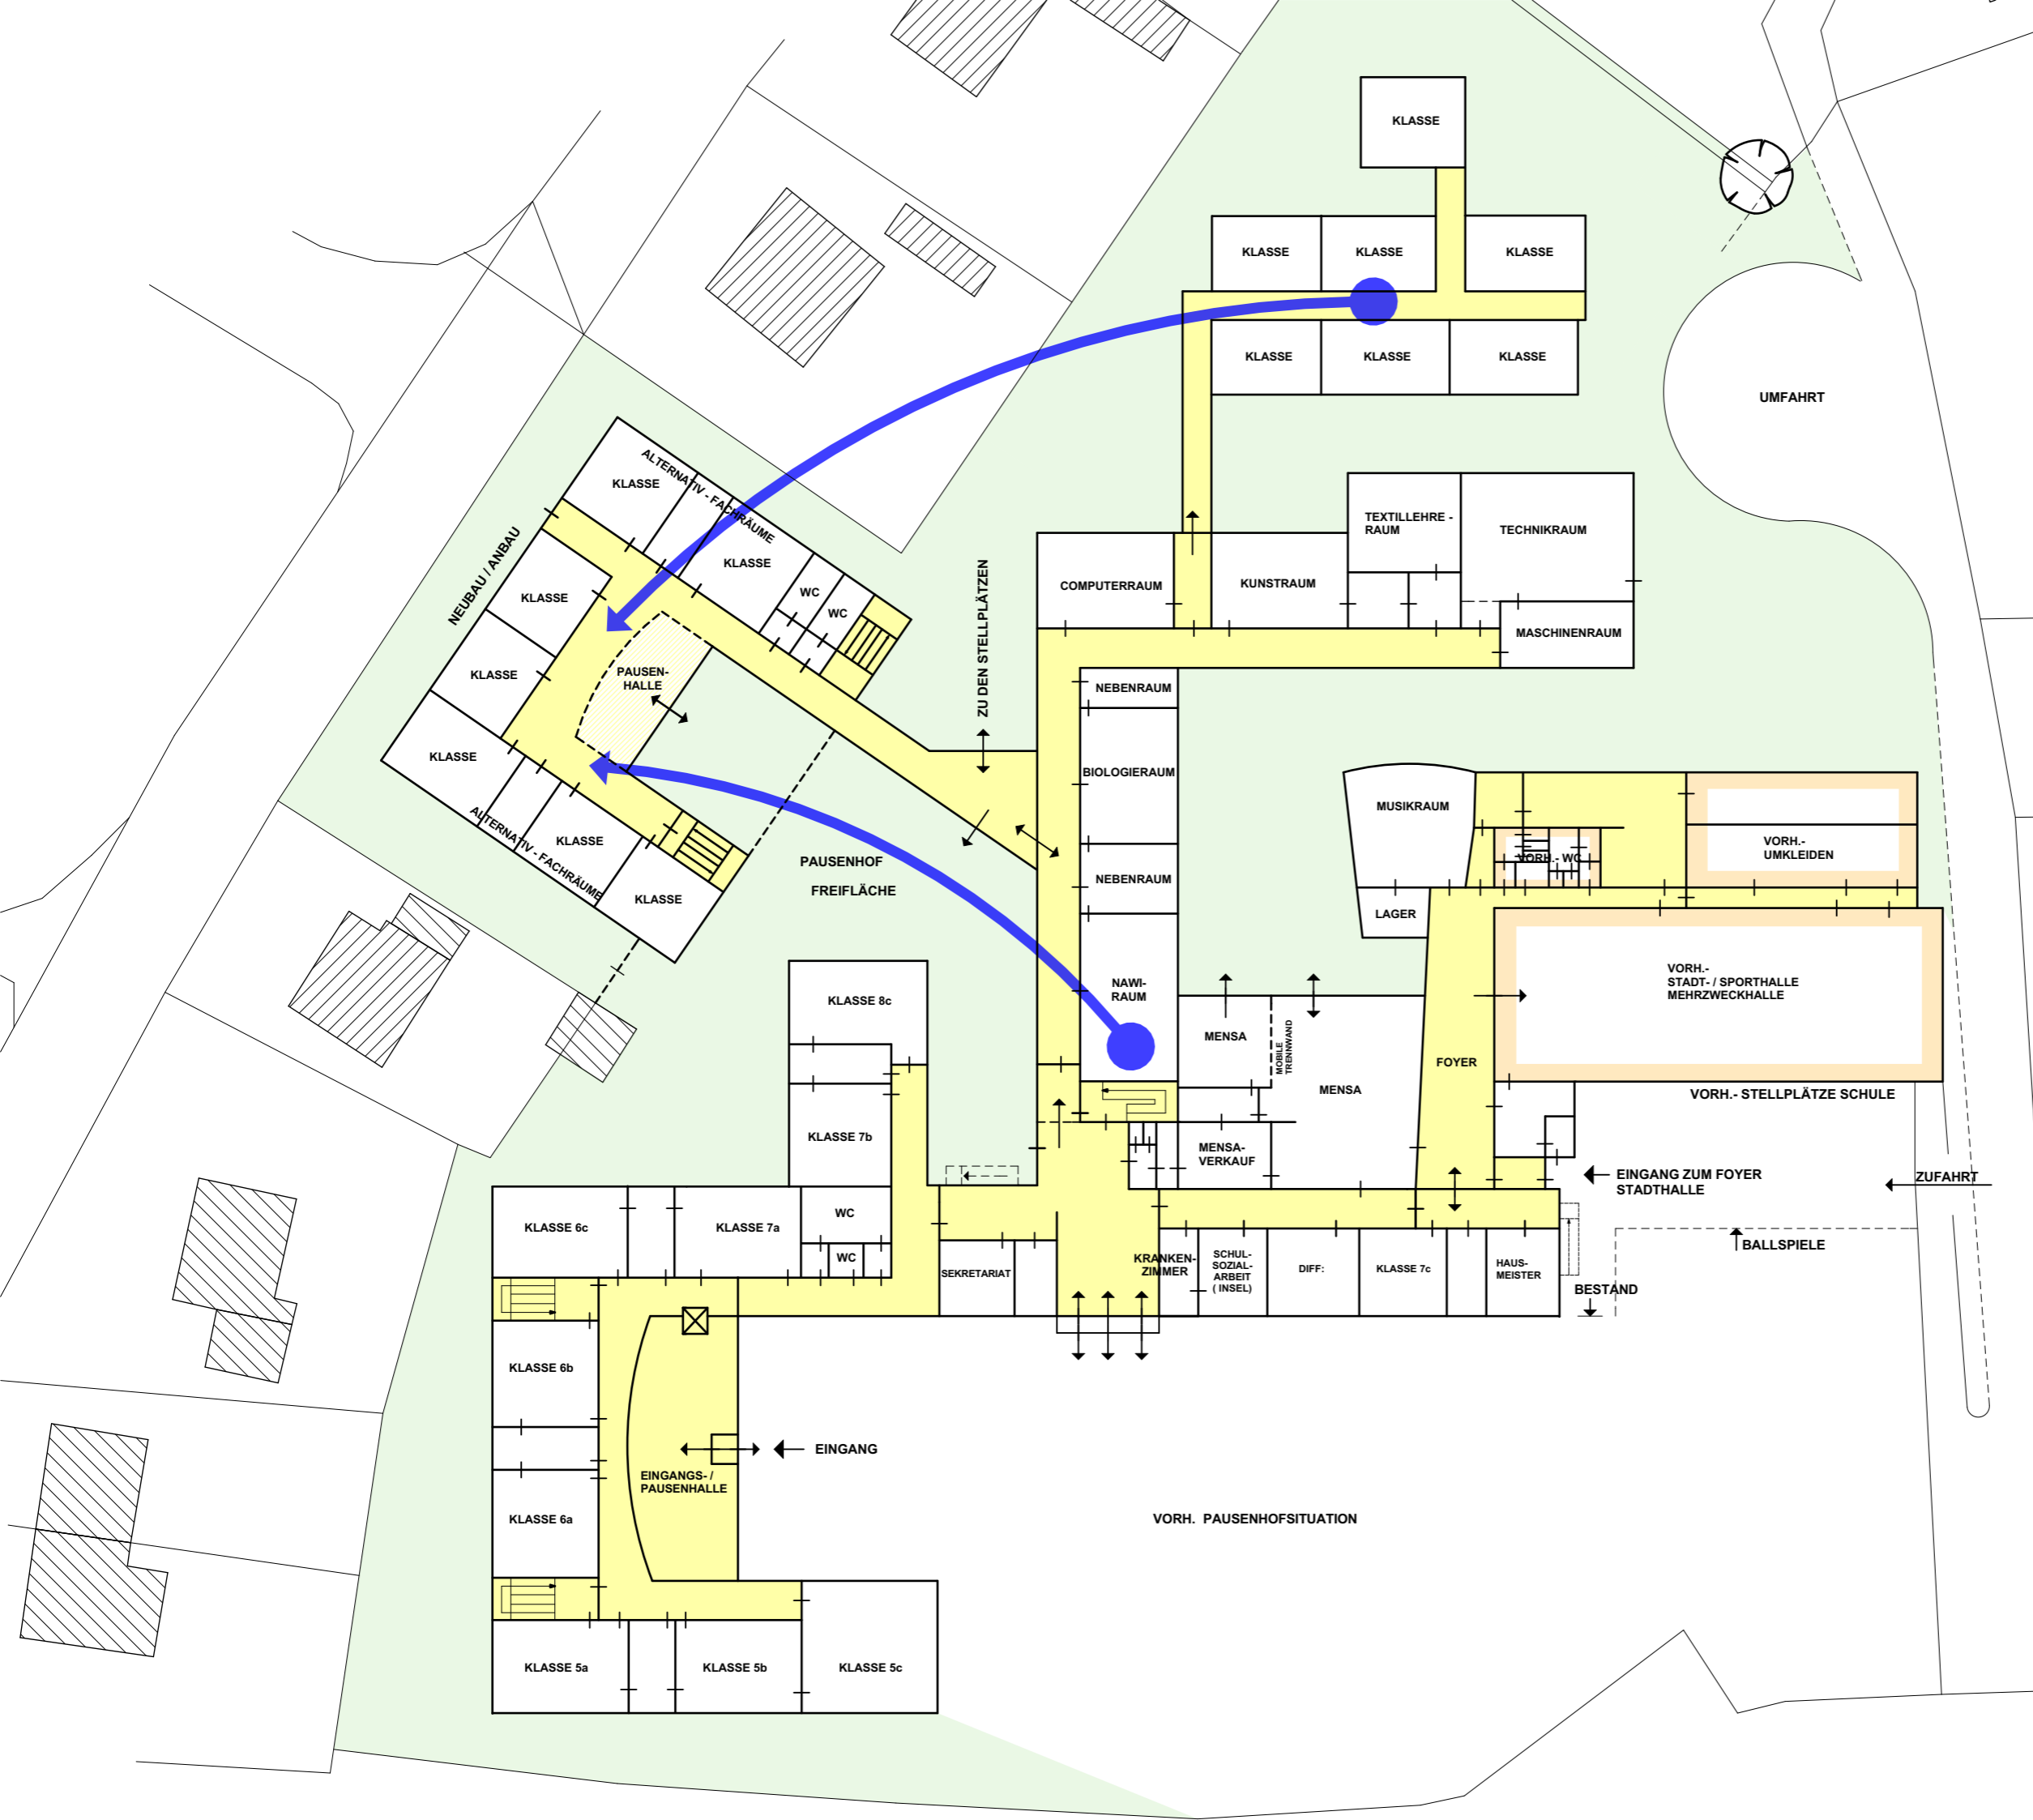 KLASSE
KLASSE
KLASSE
KLASSE
KLASSE
KLASSE
KLASSE
UMFAHRT
ALTERNATIV - FACHRÄUME
KLASSE
KLASSE
WC
WC
NEUBAU / ANBAU
KLASSE
KLASSE
PAUSEN-
HALLE
KLASSE
KLASSE
KLASSE
ALTERNATIV - FACHRÄUME
ZU DEN STELLPLÄTZEN
PAUSENHOF
FREIFLÄCHE
COMPUTERRAUM
KUNSTRAUM
TEXTILLEHRE -
RAUM
TECHNIKRAUM
MASCHINENRAUM
NEBENRAUM
BIOLOGIERAUM
NEBENRAUM
NAWI-
RAUM
MUSIKRAUM
LAGER
VORH.- WC
VORH.-
UMKLEIDEN
VORH.-
STADT- / SPORTHALLE
MEHRZWECKHALLE
MENSA
MOBILE
TRENNWAND
MENSA
FOYER
MENSA-
VERKAUF
VORH.- STELLPLÄTZE SCHULE
EINGANG ZUM FOYER
STADTHALLE
ZUFAHRT
BALLSPIELE
BESTAND
KLASSE 8c
KLASSE 7b
KLASSE 6c
KLASSE 7a
WC
WC
SEKRETARIAT
KRANKEN-
ZIMMER
SCHUL-
SOZIAL-
ARBEIT
( INSEL)
DIFF:
KLASSE 7c
HAUS-
MEISTER
KLASSE 6b
EINGANG
EINGANGS- /
PAUSENHALLE
KLASSE 6a
VORH. PAUSENHOFSITUATION
KLASSE 5a
KLASSE 5b
KLASSE 5c